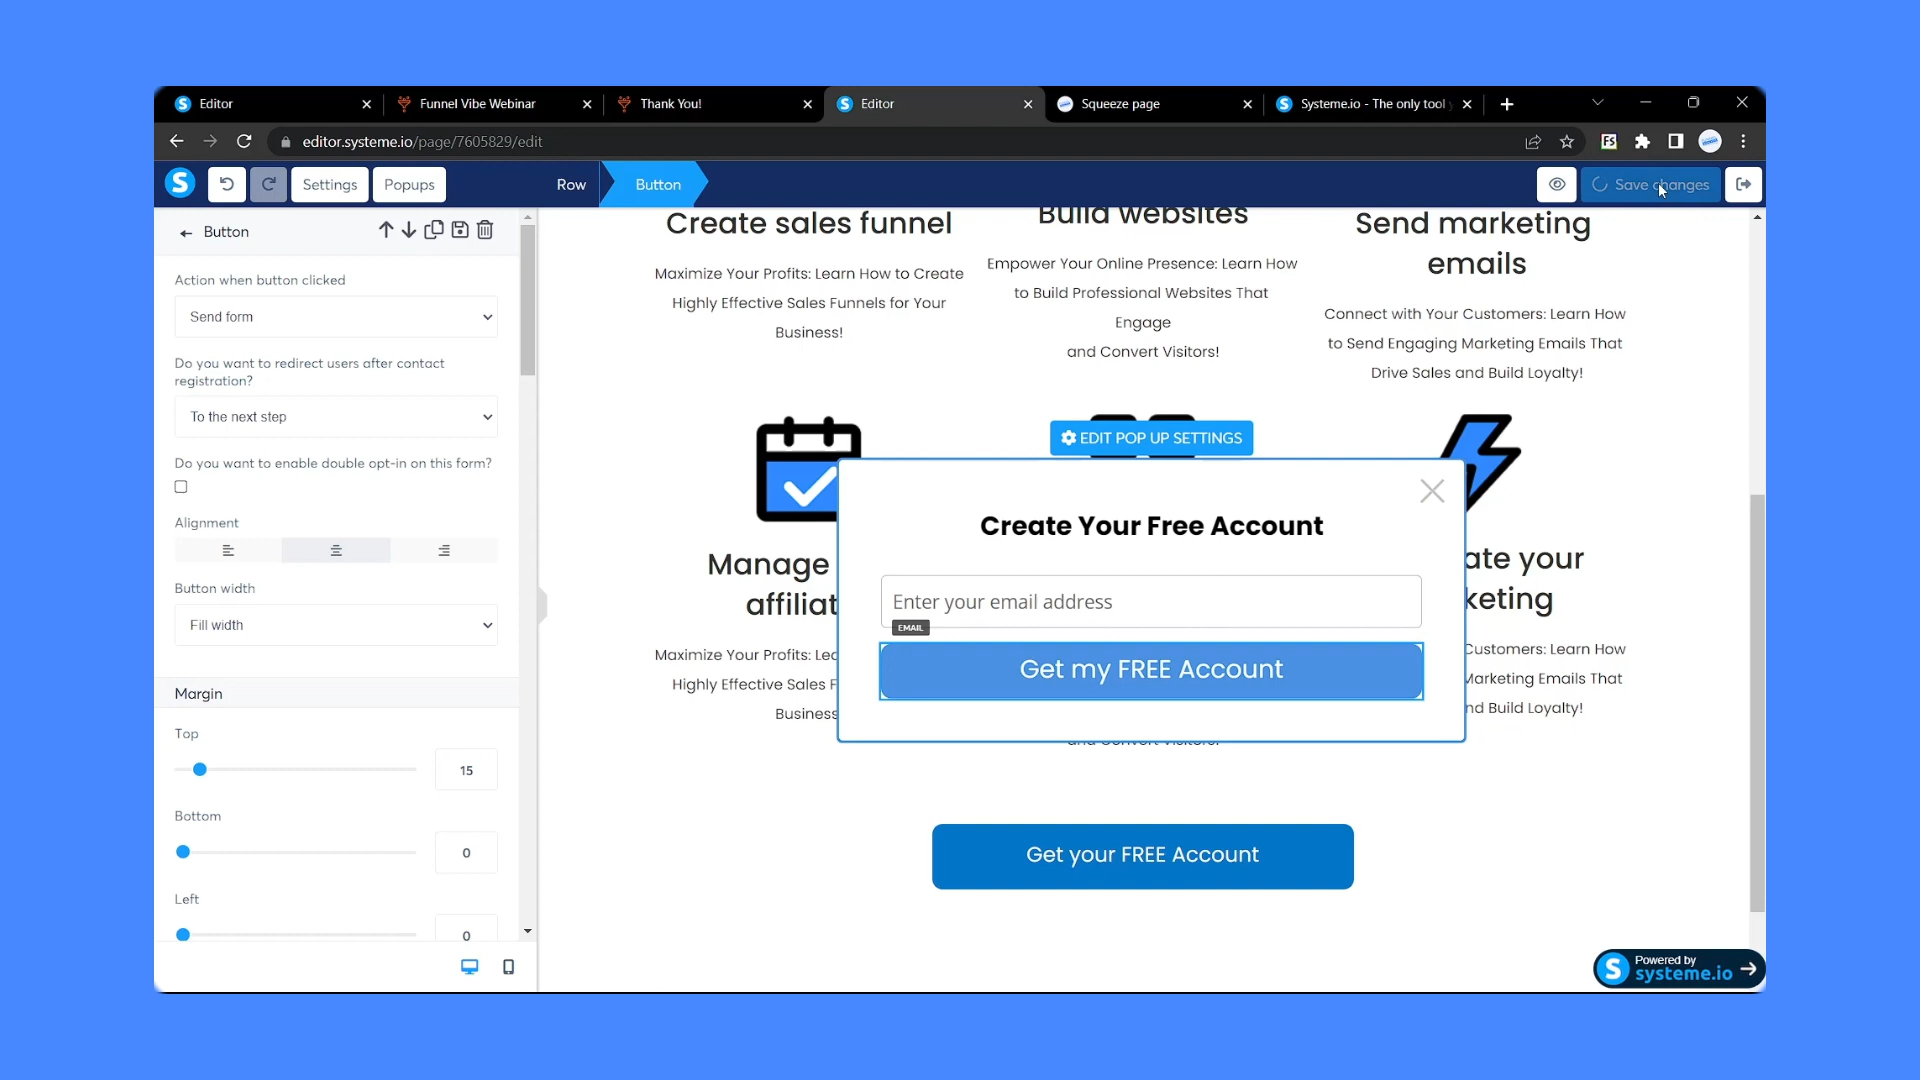 Editor
Funnel Vibe Webinar
Thank You!
Editor
Squeeze page
Systeme.io - The only tool
editor.systeme.io/page/7605829/edit
Settings
Popups
Row
Button
Save changes
Button
Action when button clicked
Send form
Do you want to redirect users after contact
registration?
To the next step
Do you want to enable double opt-in on this form?
Alignment
Button width
Fill width
Margin
Top
15
Bottom
0
Left
0
Create sales funnel
Maximize Your Profits: Learn How to Create
Highly Effective Sales Funnels for Your
Business!
Build websites
Empower Your Online Presence: Learn How
to Build Professional Websites That
Engage
and Convert Visitors!
Send marketing
emails
Connect with Your Customers: Learn How
to Send Engaging Marketing Emails That
Drive Sales and Build Loyalty!
EDIT POP UP SETTINGS
Create Your Free Account
Enter your email address
EMAIL
Get my FREE Account
Manage
affiliat
Maximize Your Profits: Lea
Highly Effective Sales F
Business
and Convert Visitors!
ate your
keting
Customers: Learn How
Marketing Emails That
nd Build Loyalty!
Get your FREE Account
Powered by
systeme.io